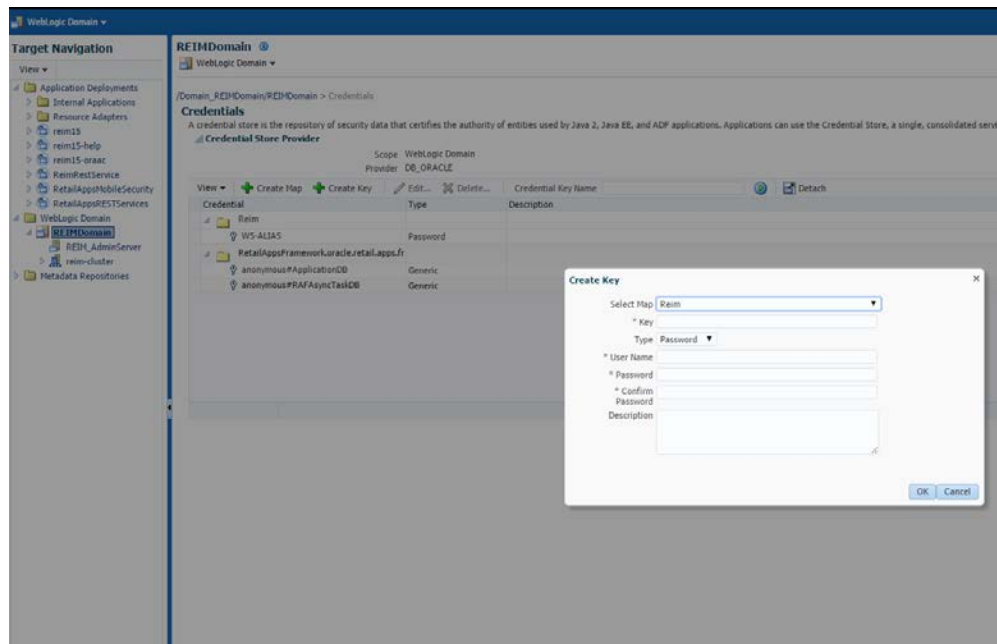 WebLogic Domain
Target Navigation
View
Application Deployments
Internal Applications
Resource Adapters
reim15
reim15-help
reim15-oraac
ReimRestService
RetailAppsMobileSecurity
RetailAppsRESTServices
WebLogic Domain
REIMDomain
REIM_AdminServer
reim-cluster
Metadata Repositories
REIMDomain
WebLogic Domain
/Domain_REIMDomain/REIMDomain > Credentials
Credentials
A credential store is the repository of security data that certifies the authority of entities used by Java 2, Java EE, and ADF applications. Applications can use the Credential Store, a single, consolidated servi
Credential Store Provider
Scope WebLogic Domain
Provider DB_ORACLE
View Create Map Create Key Edit... Delete... Credential Key Name Detach
Credential Type Description
Reim
WS-ALIAS Password
RetailAppsFramework.oracle.retail.apps.fr
anonymous#ApplicationDB Generic
anonymous#RAFAsyncTaskDB Generic
Create Key
Select Map Reim
* Key
Type Password
* User Name
* Password
* Confirm Password
Description
OK Cancel